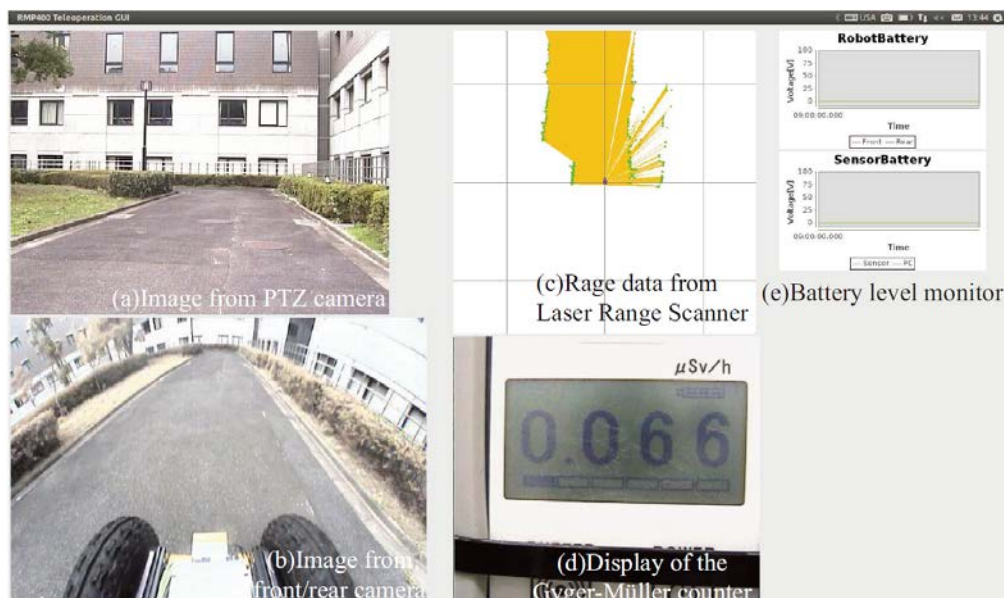 RMP400 Teleoperation GUI
USA
13:44
(a)Image from PTZ camera
(b)Image from
front/rear camera
(c)Rage data from
Laser Range Scanner
μSv/h
0.066
(d)Display of the
Gyger-Müller counter
RobotBattery
100
75
50
25
0
Voltage[V]
09:00:00.000
Time
Front
Rear
SensorBattery
100
75
50
25
0
Voltage[V]
09:00:00.000
Time
Sensor
PC
(e)Battery level monitor